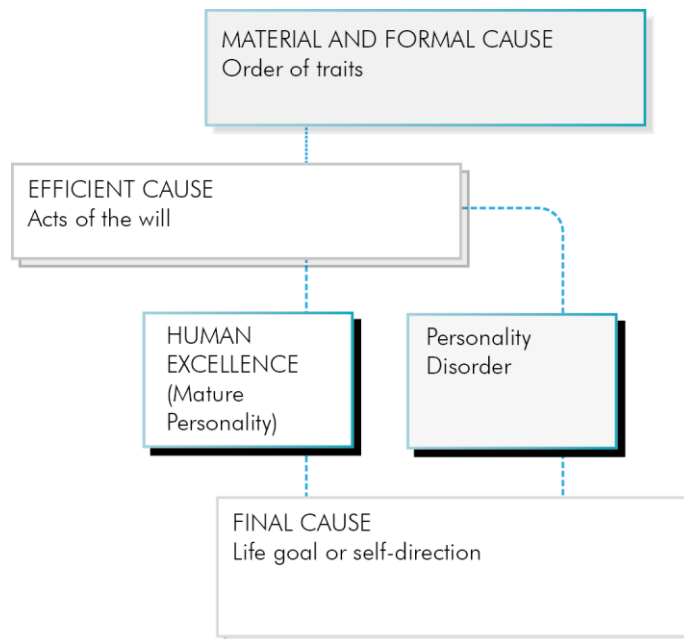 MATERIAL AND FORMAL CAUSE
Order of traits
EFFICIENT CAUSE
Acts of the will
HUMAN
EXCELLENCE
(Mature
Personality)
Personality
Disorder
FINAL CAUSE
Life goal or self-direction